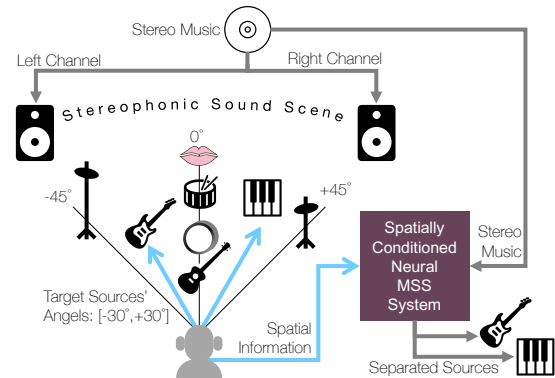 Stereo Music
Left Channel
Right Channel
Stereophonic Sound Scene
0°
-45°
+45°
Spatially
Conditioned
Neural
MSS
System
Stereo
Music
Target Sources'
Angels: [-30°,+30°]
Spatial
Information
Separated Sources